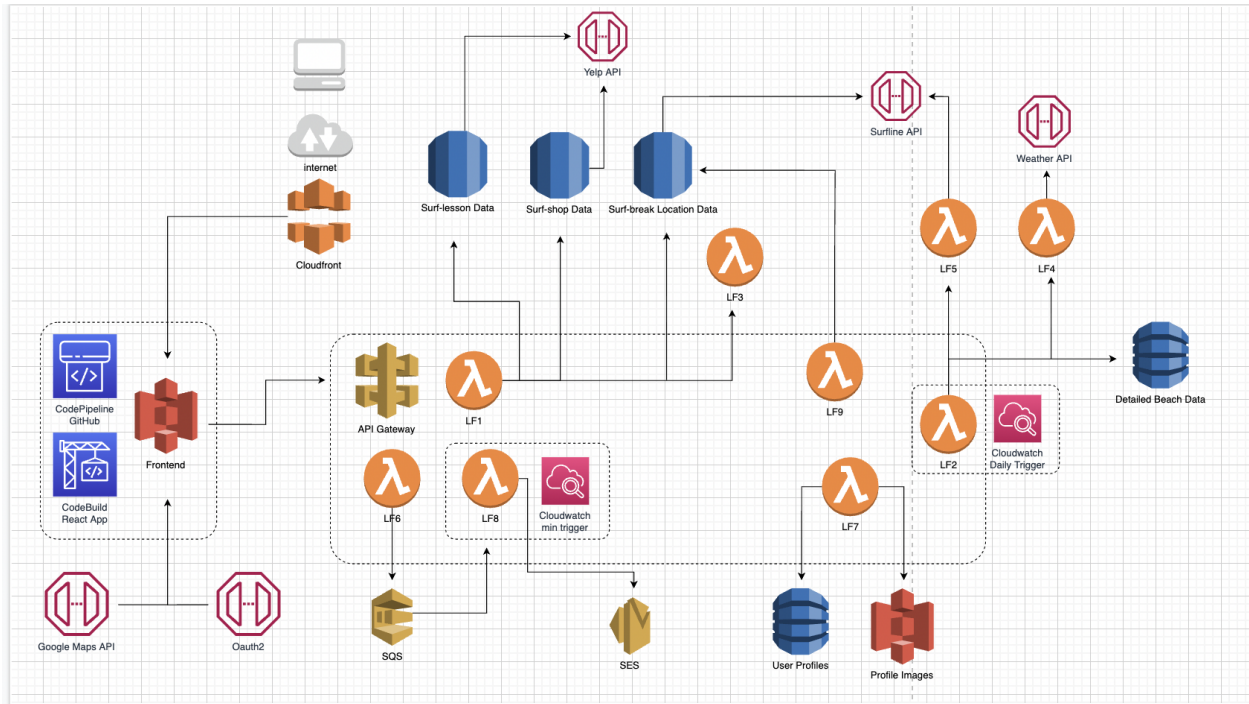 Yelp API
Surfline API
Weather API
internet
Surf-lesson Data
Surf-shop Data
Surf-break Location Data
Cloudfront
LF3
LF5
LF4
CodePipeline
GitHub
Frontend
CodeBuild
React App
API Gateway
LF1
LF9
Detailed Beach Data
LF2
Cloudwatch
Daily Trigger
LF6
LF8
Cloudwatch
min trigger
LF7
Google Maps API
Oauth2
SQS
SES
User Profiles
Profile Images